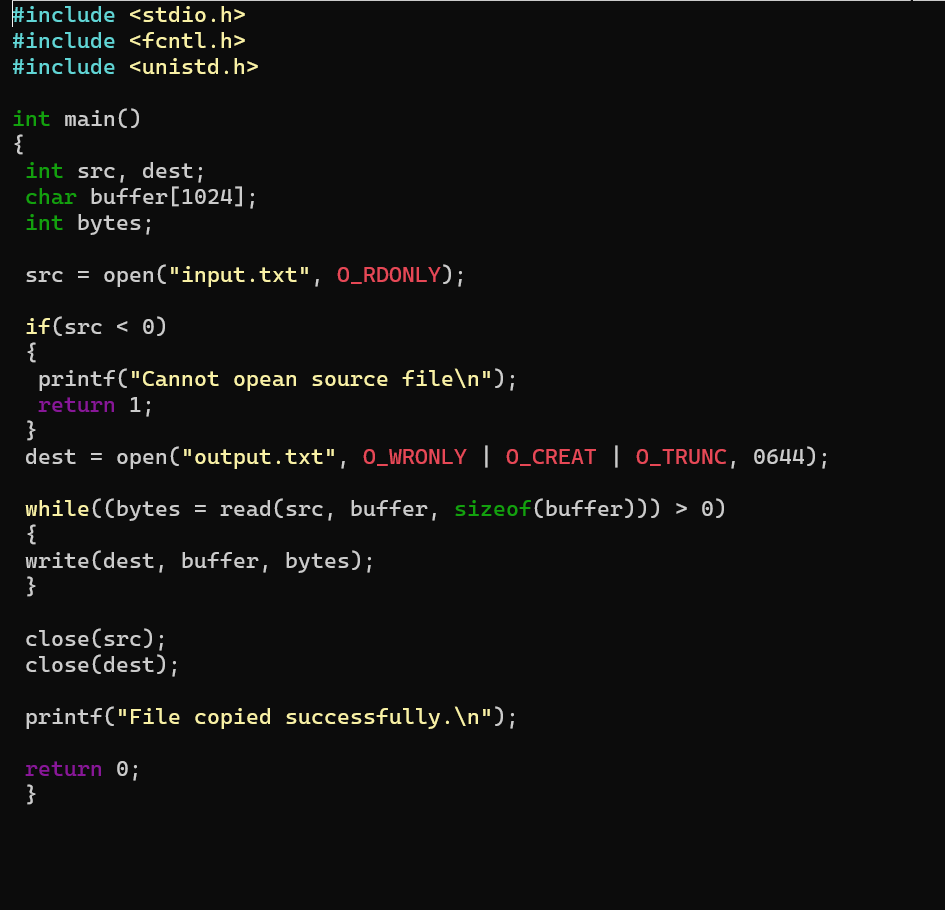 #include <stdio.h>
#include <fcntl.h>
#include <unistd.h>

int main()
{
 int src, dest;
 char buffer[1024];
 int bytes;

 src = open("input.txt", O_RDONLY);

 if(src < 0)
 {
  printf("Cannot opean source file\n");
  return 1;
 }
 dest = open("output.txt", O_WRONLY | O_CREAT | O_TRUNC, 0644);

 while((bytes = read(src, buffer, sizeof(buffer))) > 0)
 {
 write(dest, buffer, bytes);
 }

 close(src);
 close(dest);

 printf("File copied successfully.\n");

 return 0;
 }